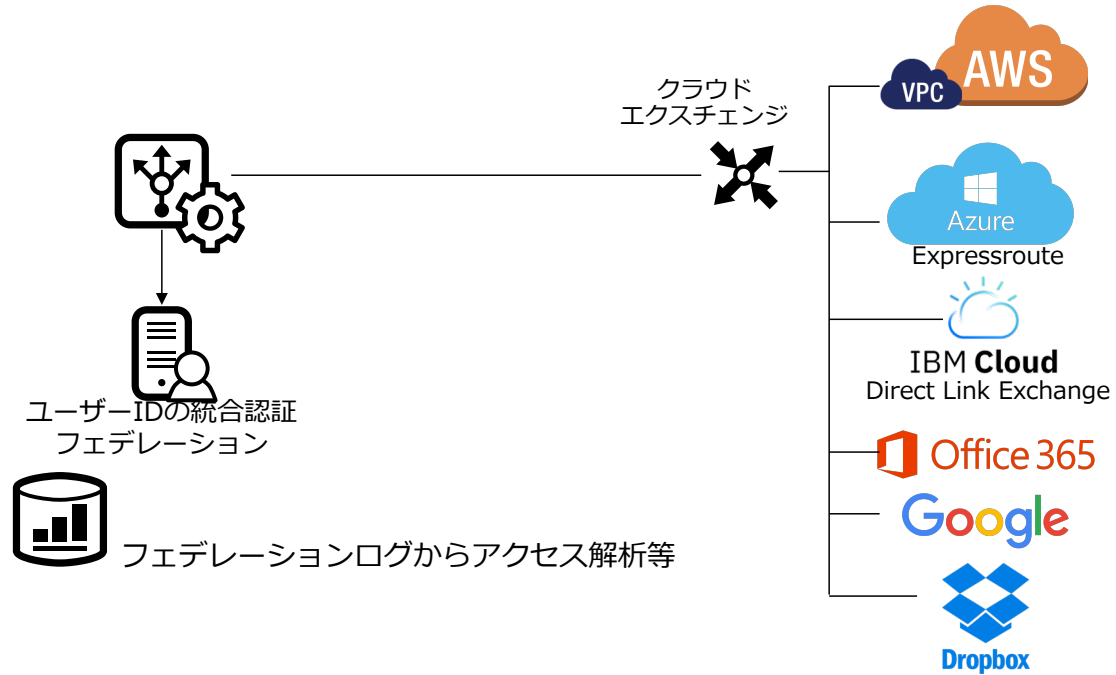 クラウド
エクスチェンジ
AWS
VPC
Azure
Expressroute
IBM Cloud
Direct Link Exchange
ユーザーIDの統合認証
フェデレーション
Office 365
Google
フェデレーションログからアクセス解析等
Dropbox